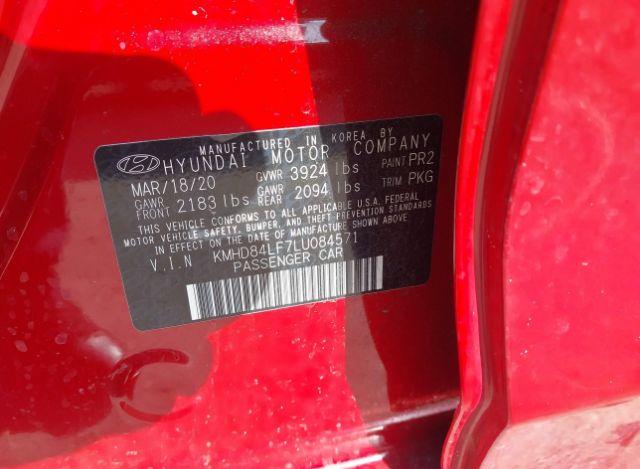 MANUFACTURED IN KOREA BY
HYUNDAI MOTOR COMPANY
MAR/18/20 GVWR 3924 lbs PAINT PR2
GAWR FRONT 2183 lbs GAWR REAR 2094 lbs TRIM PKG
THIS VEHICLE CONFORMS TO ALL APPLICABLE U.S.A FEDERAL
MOTOR VEHICLE SAFETY, BUMPER, AND THEFT PREVENTION STANDARDS
IN EFFECT ON THE DATE OF MANUFACTURE SHOWN ABOVE
V.I.N KMHD84LF7LU084571
PASSENGER CAR